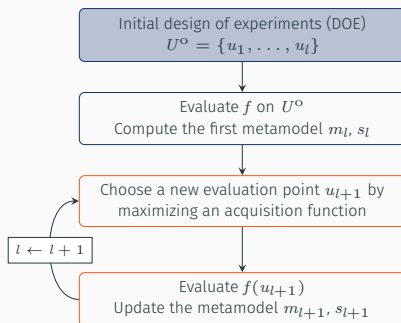 Initial design of experiments (DOE)
U° = {u₁, . . . , uₗ}
Evaluate f on U°
Compute the first metamodel mₗ, sₗ
Choose a new evaluation point uₗ₊₁ by
maximizing an acquisition function
l ← l + 1
Evaluate f(uₗ₊₁)
Update the metamodel mₗ₊₁, sₗ₊₁